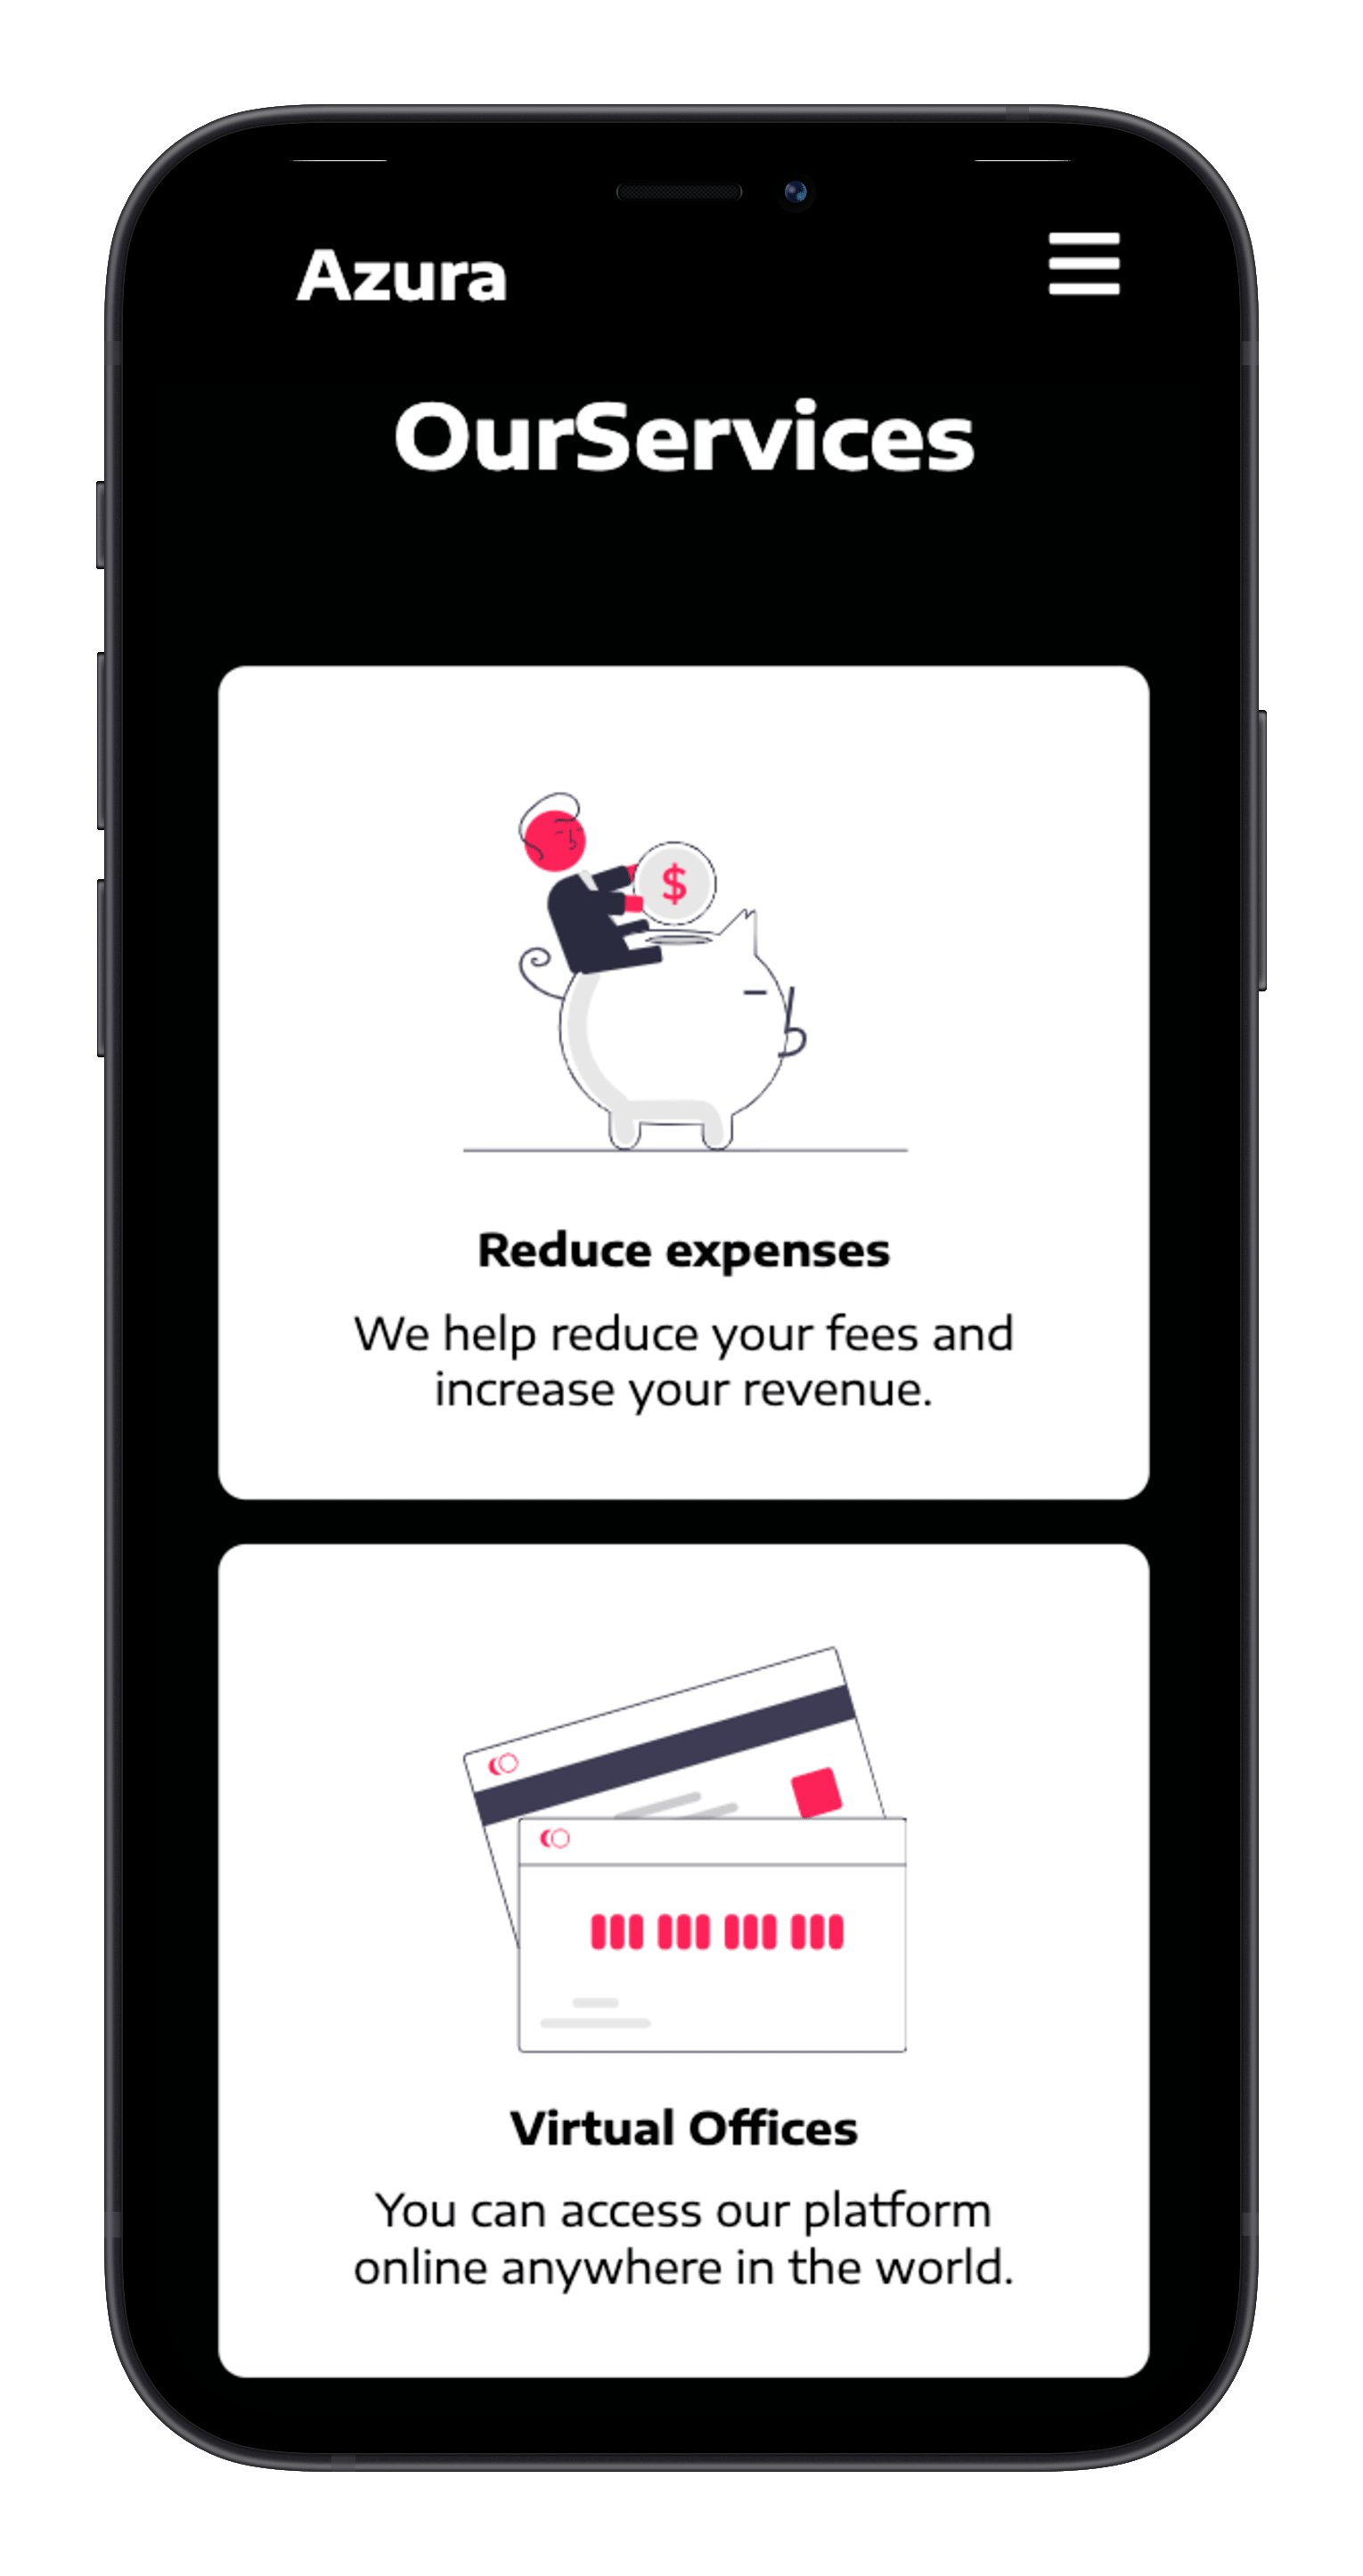 Azura
OurServices
$
Reduce expenses
We help reduce your fees and
increase your revenue.
Virtual Offices
You can access our platform
online anywhere in the world.